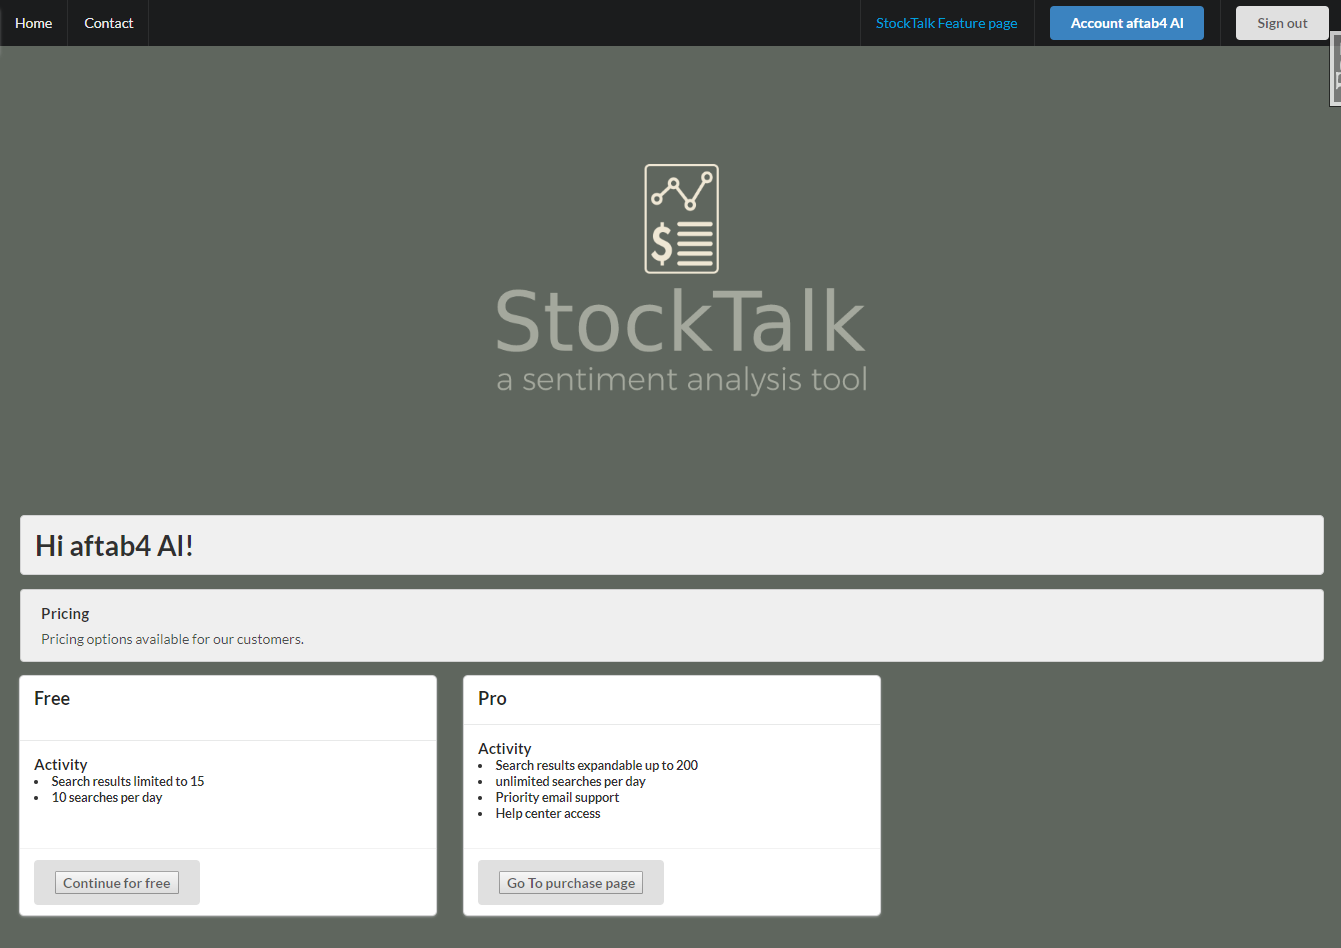 Home
Contact
StockTalk Feature page
Account aftab4 AI
Sign out
$
StockTalk
a sentiment analysis tool
Hi aftab4 AI!
Pricing
Pricing options available for our customers.
Free
Activity
• Search results limited to 15
• 10 searches per day
Continue for free
Pro
Activity
• Search results expandable up to 200
• unlimited searches per day
• Priority email support
• Help center access
Go To purchase page